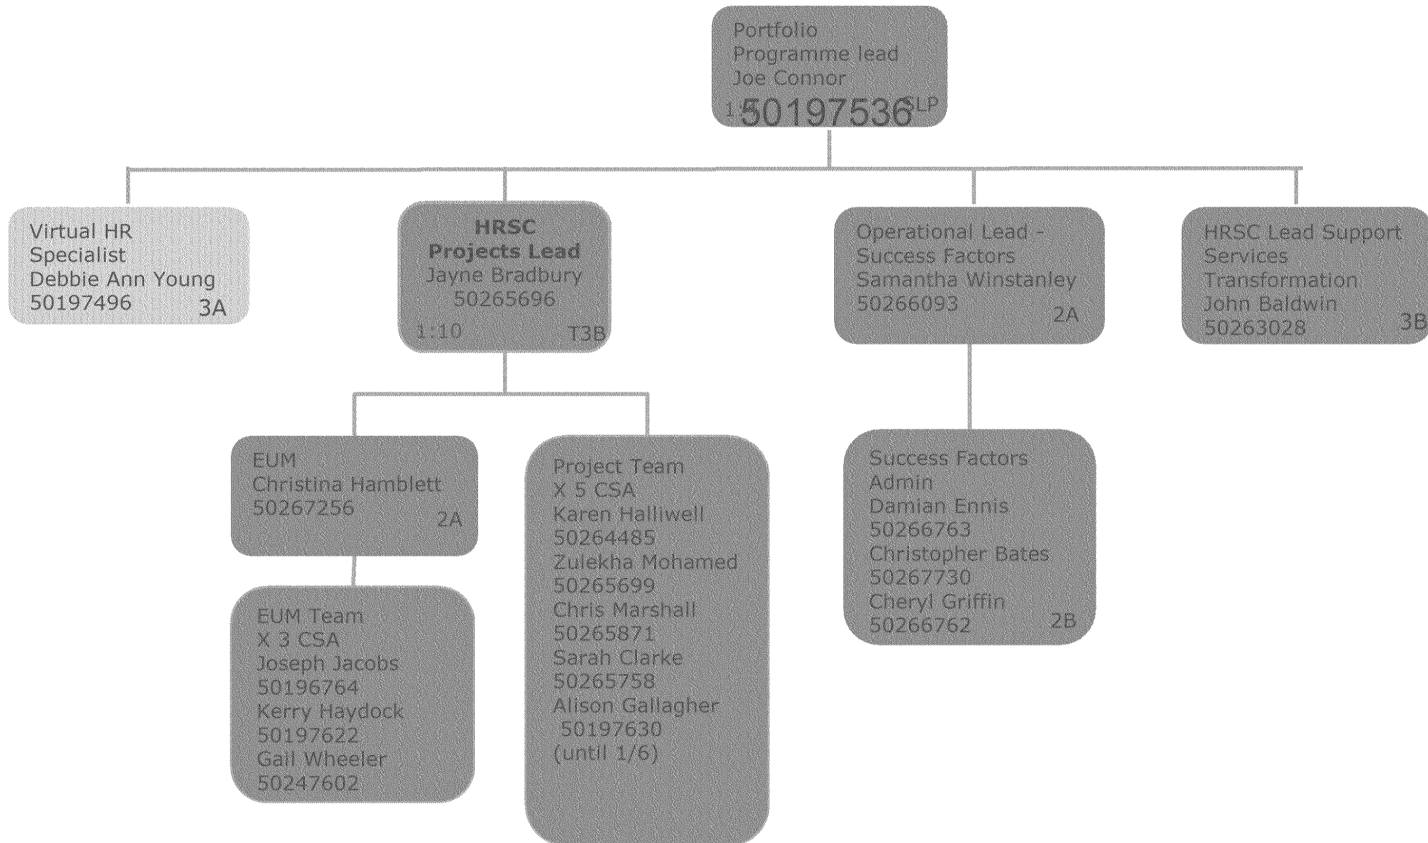 Portfolio
Programme lead
Joe Connor
50197536
SLP
Virtual HR
Specialist
Debbie Ann Young
50197496
3A
HRSC
Projects Lead
Jayne Bradbury
50265696
1:10
T3B
Operational Lead -
Success Factors
Samantha Winstanley
50266093
2A
HRSC Lead Support
Services
Transformation
John Baldwin
50263028
3B
EUM
Christina Hamblett
50267256
2A
Project Team
X 5 CSA
Karen Halliwell
50264485
Zulekha Mohamed
50265699
Chris Marshall
50265871
Sarah Clarke
50265758
Alison Gallagher
50197630
(until 1/6)
Success Factors
Admin
Damian Ennis
50266763
Christopher Bates
50267730
Cheryl Griffin
50266762
2B
EUM Team
X 3 CSA
Joseph Jacobs
50196764
Kerry Haydock
50197622
Gail Wheeler
50247602